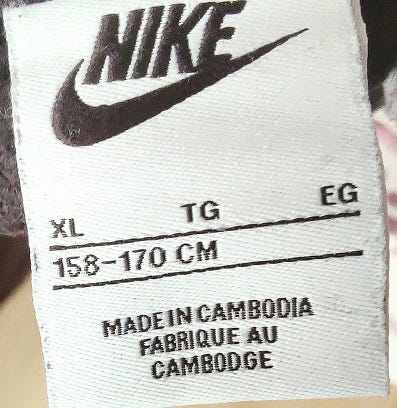 NIKE
XL TG EG
158-170 CM
MADE IN CAMBODIA
FABRIQUE AU
CAMBODGE